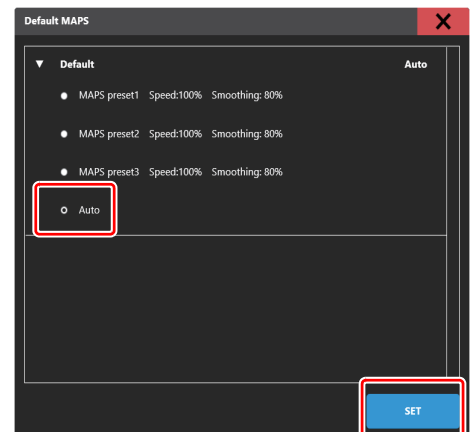 Default MAPS
Default Auto
MAPS preset1 Speed:100% Smoothing: 80%
MAPS preset2 Speed:100% Smoothing: 80%
MAPS preset3 Speed:100% Smoothing: 80%
Auto
SET